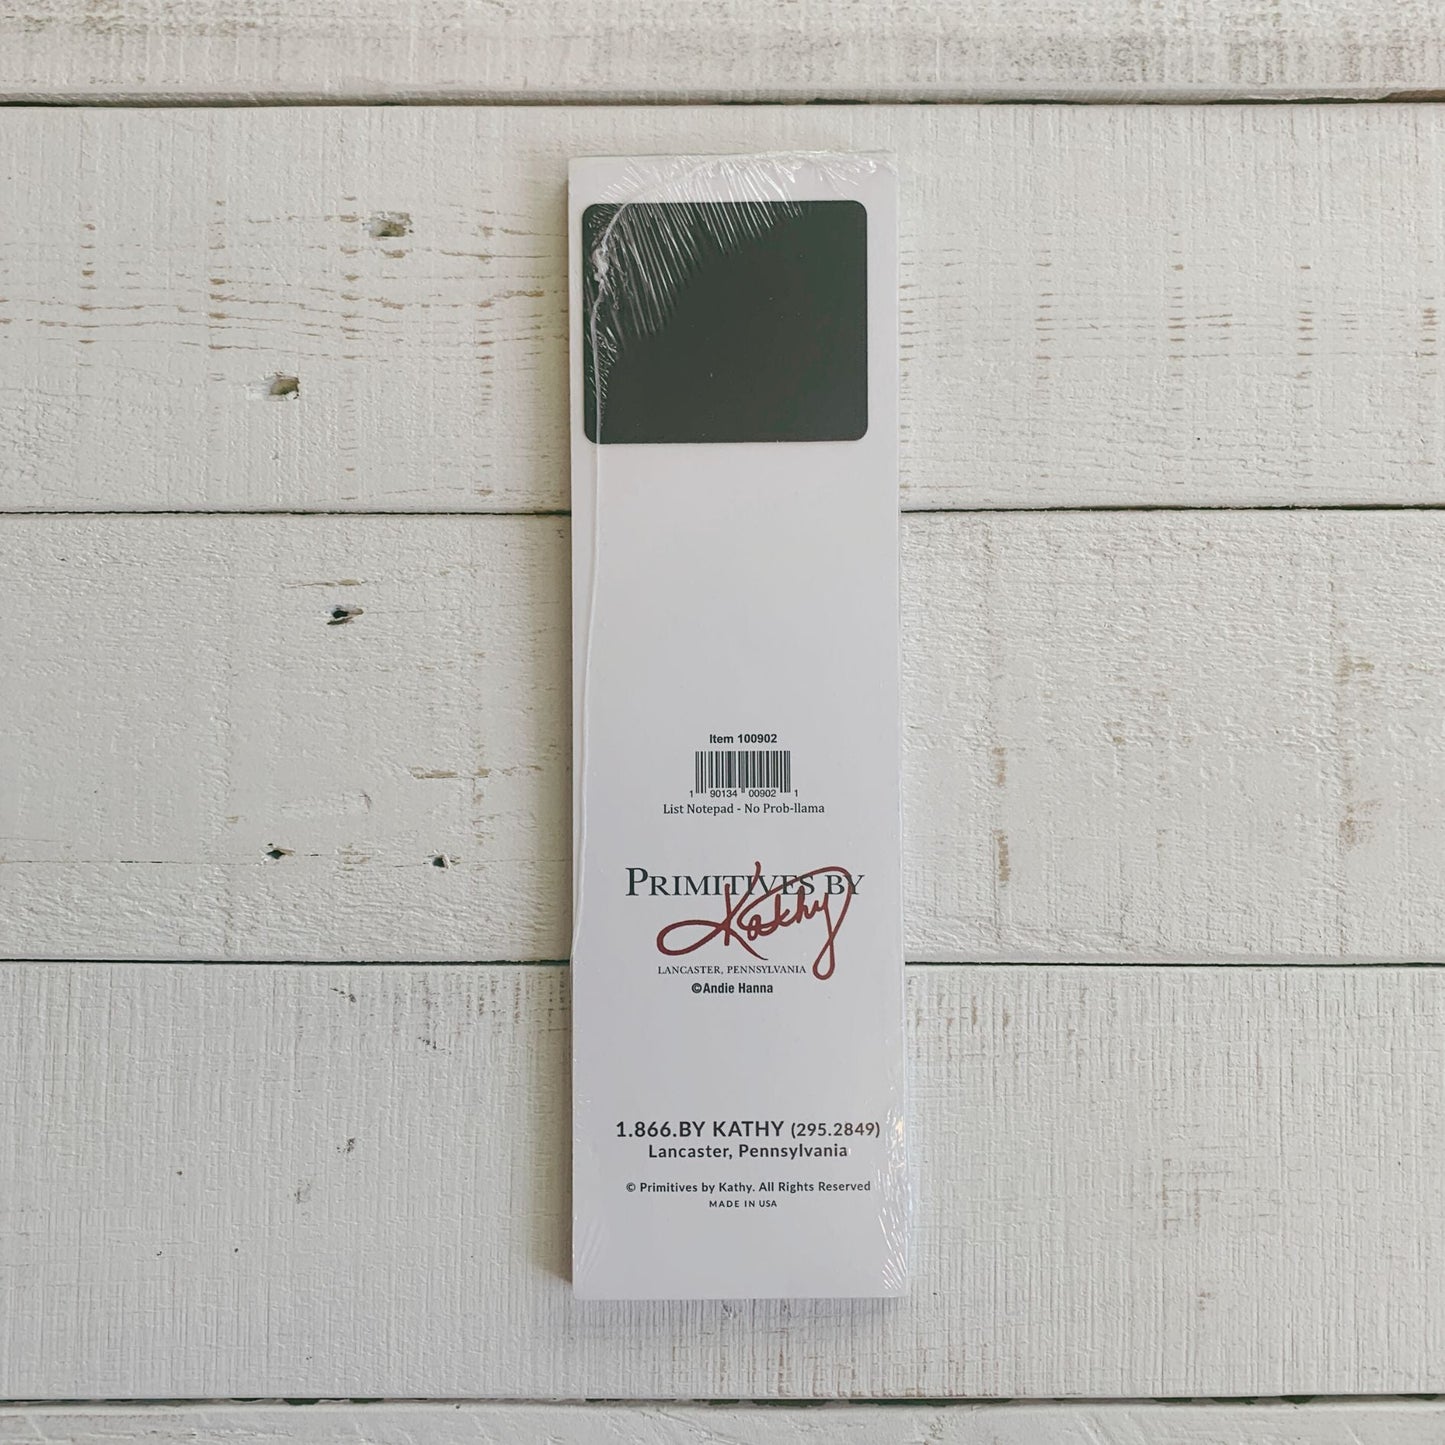 Item 100902
1 90134 00902 1
List Notepad - No Prob-llama
PRIMITIVES BY
Kathy
LANCASTER, PENNSYLVANIA
©Andie Hanna
1.866.BY KATHY (295.2849)
Lancaster, Pennsylvania
© Primitives by Kathy. All Rights Reserved
MADE IN USA